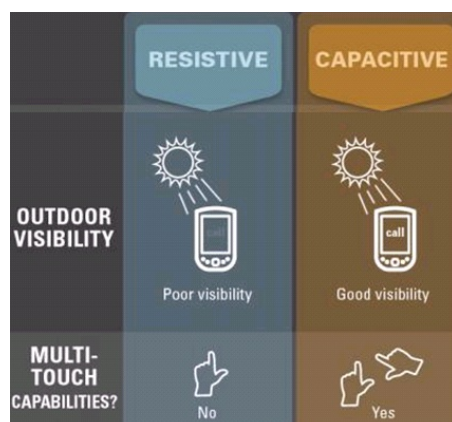 RESISTIVE
CAPACITIVE
OUTDOOR
VISIBILITY
call
call
Poor visibility
Good visibility
MULTI-
TOUCH
CAPABILITIES?
No
Yes